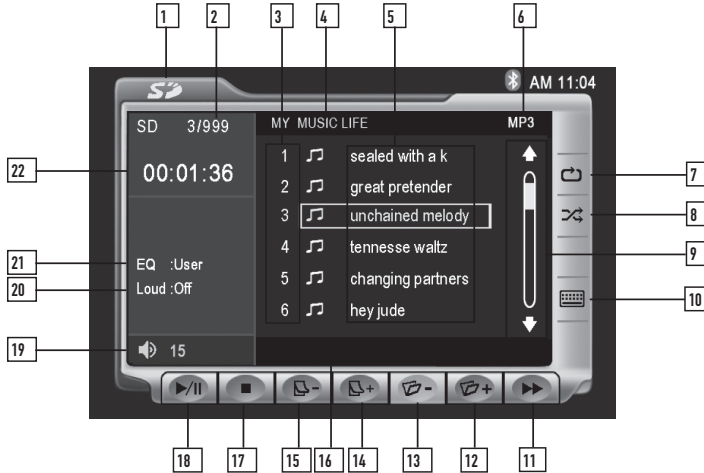 1 2 3 4 5 6
SD AM 11:04
SD 3/999 MY MUSIC LIFE MP3
00:01:36
1 sealed with a k
2 great pretender
3 unchained melody
4 tennesse waltz
5 changing partners
6 hey jude
EQ :User
Loud :Off
15
22
21
20
19
7
8
9
10
- + - +
18 17 15 16 14 13 12 11